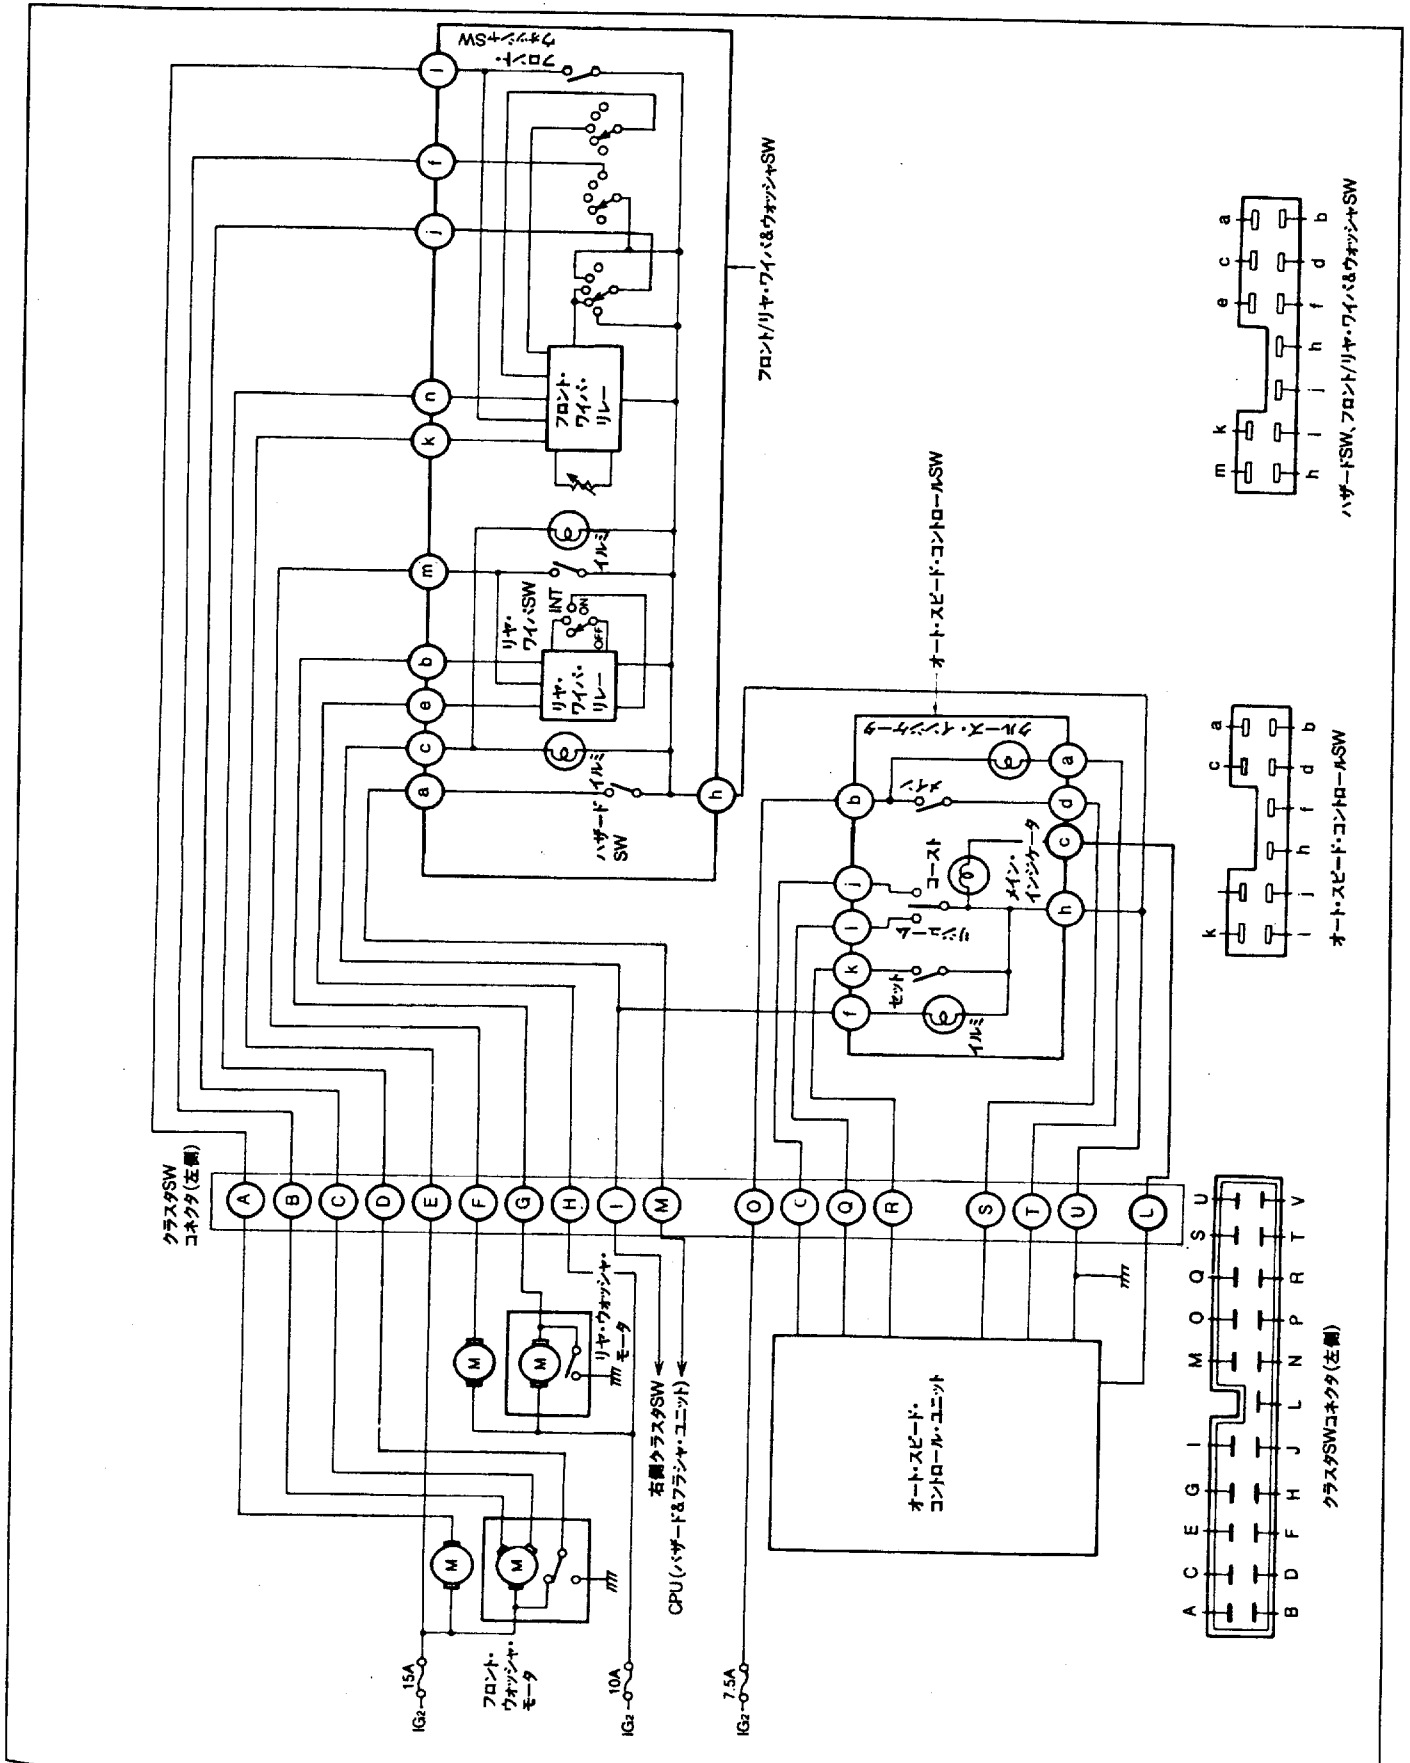 フロント・
ウォッシャSW
l
f
j
n
k
m
b
e
c
a
h
フロント・
ワイパ・
リレー
イルミ
リヤ・
ワイパSW
INT
ON
OFF
リヤ・
ワイパ・
リレー
イルミ
ハザード
SW
フロント/リヤ・ワイパ&ウォッシャSW
オート・スピード・コントロールSW
クルーズ・インジケータ
メイン
コースト
リジューム
メイン・
インジケータ
セット
イルミ
b
j
l
k
f
a
d
c
h
クラスタSW
コネクタ(左側)
A
B
C
D
E
F
G
H
I
M
O
Q
R
S
T
U
L
M
M
リヤ・ウォッシャ・
モータ
M
M
フロント・
ウォッシャ・
モータ
右側クラスタSW
CPU(ハザード&フラシャ・ユニット)
IG2 15A
IG2 10A
IG2 7.5A
オート・スピード・
コントロール・ユニット
m k e c a
h l j h f d b
ハザードSW、フロント/リヤ・ワイパ&ウォッシャSW
k c a
l j h f d b
オート・スピード・コントロールSW
A C E G I M O Q S U
B D F H J L N P R T V
クラスタSWコネクタ(左側)